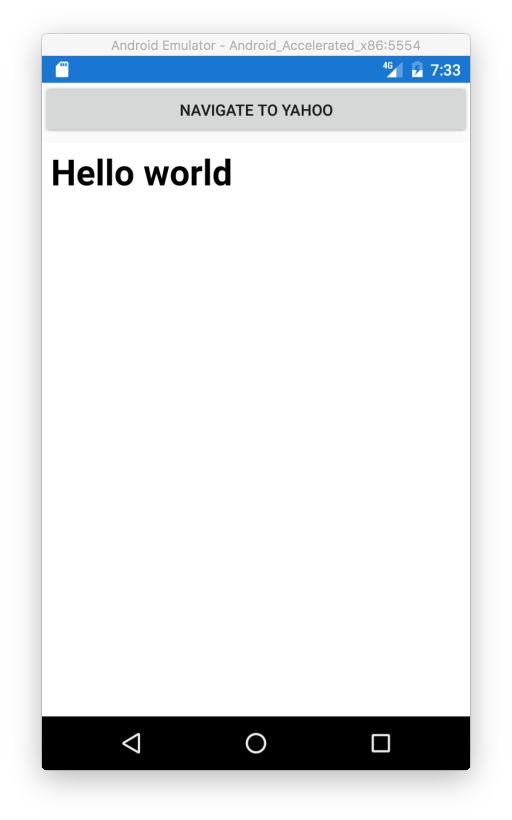 Android Emulator - Android_Accelerated_x86:5554
4G 7:33
NAVIGATE TO YAHOO
Hello world